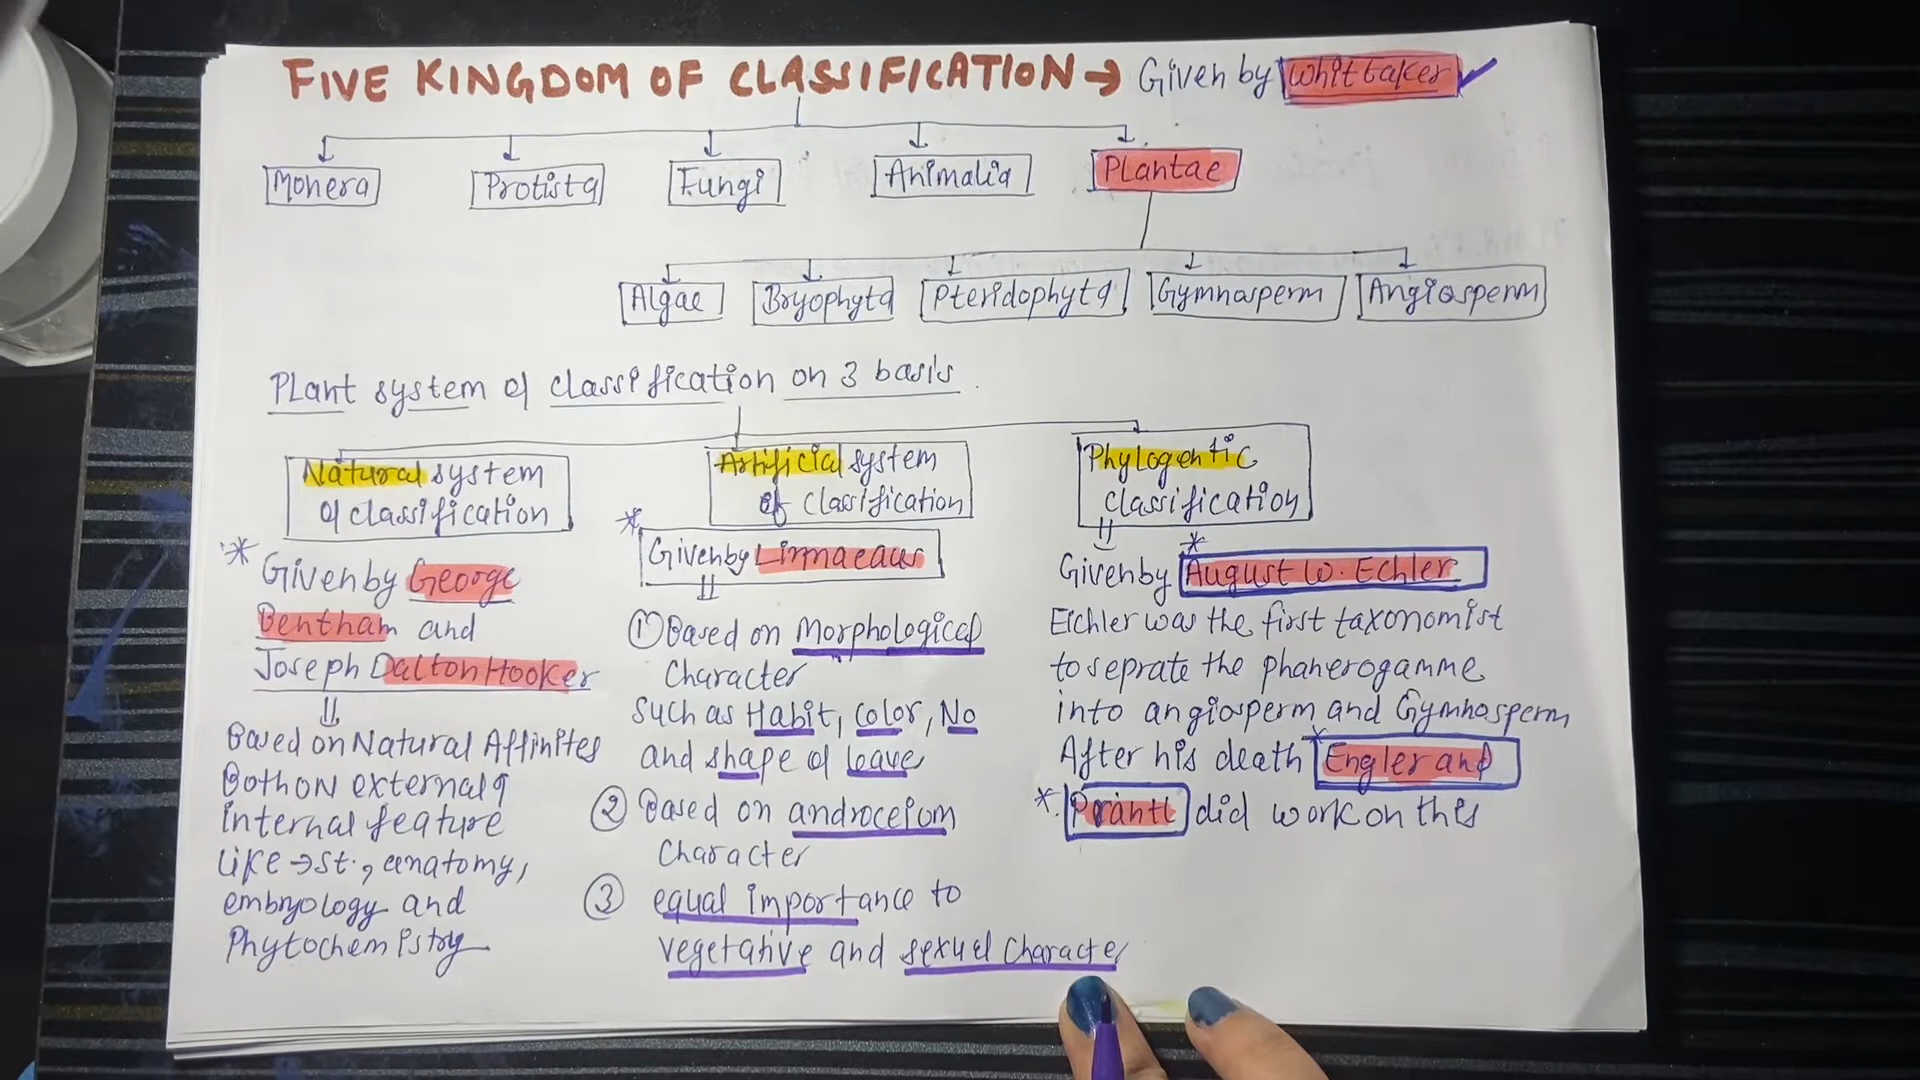 FIVE KINGDOM OF CLASSIFICATION → Given by Whittaker ✓
Monera
Protista
Fungi
Animalia
Plantae
Algae
Bryophyta
Pteridophyta
Gymnosperm
Angiosperm
Plant system of classification on 3 basis.
Natural system
of classification
* Given by George
Bentham and
Joseph Dalton Hooker
Based on Natural Affinites
Both on external &
internal feature
Like → st., anatomy,
embryology and
Phytochemistry
Artificial system
of classification
* Given by Linnaeaus
① Based on Morphological
Character
such as Habit, color, No
and shape of leave
② Based on androceium
Character
③ equal importance to
vegetative and sexual character
Phylogentic
classification
* Given by August W. Echler
Eichler was the first taxonomist
to seprate the phanerogamme
into angiosperm and Gymnosperm
After his death * Engler and
* Prantl did work on this